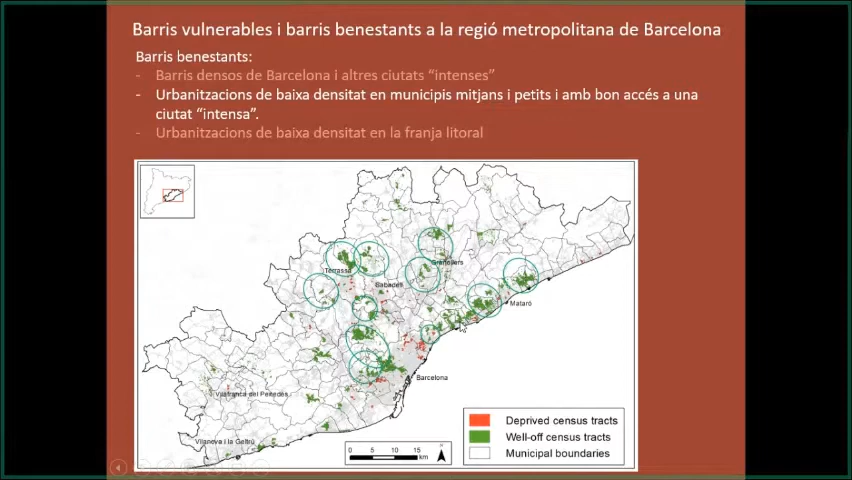 Barris vulnerables i barris benestants a la regió metropolitana de Barcelona
Barris benestants:
- Barris densos de Barcelona i altres ciutats “intenses”
- Urbanitzacions de baixa densitat en municipis mitjans i petits i amb bon accés a una
ciutat “intensa”.
- Urbanitzacions de baixa densitat en la franja litoral
Granollers
Terrassa
Sabadell
Mataró
Barcelona
Vilafranca del Penedès
Vilanova i la Geltrú
0 5 10 15
km
N
Deprived census tracts
Well-off census tracts
Municipal boundaries